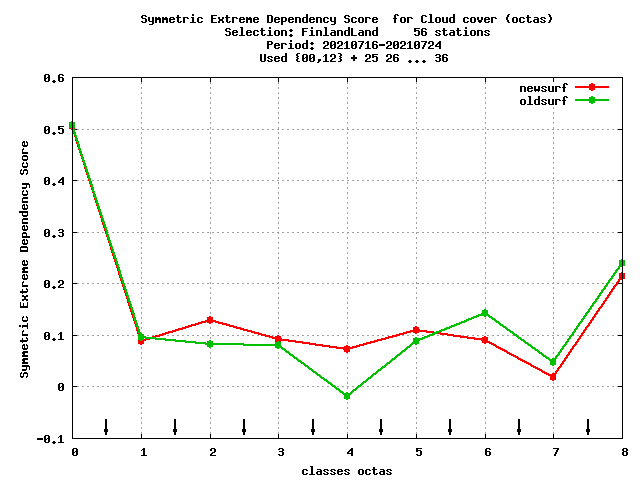 Symmetric Extreme Dependency Score  for Cloud cover (octas)
Selection: FinlandLand     56 stations
Period: 20210716-20210724
Used {00,12} + 25 26 ... 36
newsurf
oldsurf
Symmetric Extreme Dependency Score
0.6
0.5
0.4
0.3
0.2
0.1
0
-0.1
0 1 2 3 4 5 6 7 8
classes octas